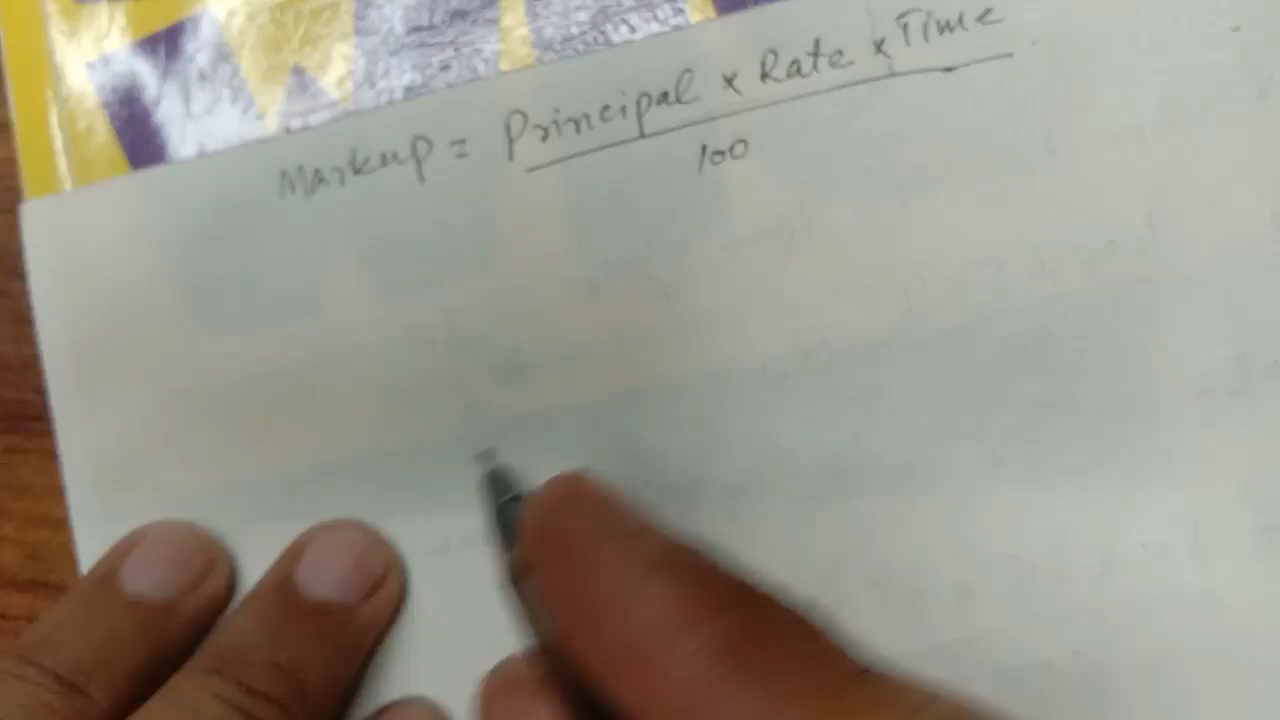 Markup = Principal × Rate × Time
100